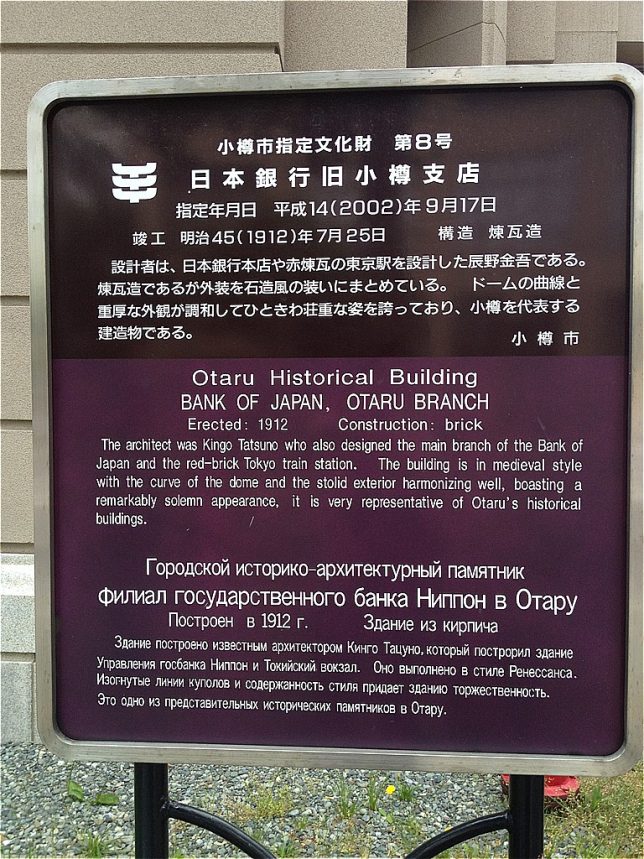 小樽市指定文化財　第8号
日本銀行旧小樽支店
指定年月日　平成14(2002)年9月17日
竣工　明治45(1912)年7月25日　構造　煉瓦造
設計者は、日本銀行本店や赤煉瓦の東京駅を設計した辰野金吾である。
煉瓦造であるが外装を石造風の装いにまとめている。　ドームの曲線と
重厚な外観が調和してひときわ荘重な姿を誇っており、小樽を代表する
建造物である。
小樽市
Otaru Historical Building
BANK OF JAPAN, OTARU BRANCH
Erected: 1912 Construction: brick
The architect was Kingo Tatsuno who also designed the main branch of the Bank of
Japan and the red-brick Tokyo train station. The building is in medieval style
with the curve of the dome and the stolid exterior harmonizing well, boasting a
remarkably solemn appearance, it is very representative of Otaru's historical
buildings.
Городской историко-архитектурный памятник
филиал государственного банка Ниппон в Отару
Построен в 1912 г. Здание из кирпича
Здание построено известным архитектором Кинго Тацуно, который построрил здание
Управления госбанка Ниппон и Токийский вокзал. Оно выполнено в стиле Ренессанса.
Изогнутые линии куполов и содержанность стиля придает зданию торжественность.
Это одно из представительных исторических памятников в Отару.